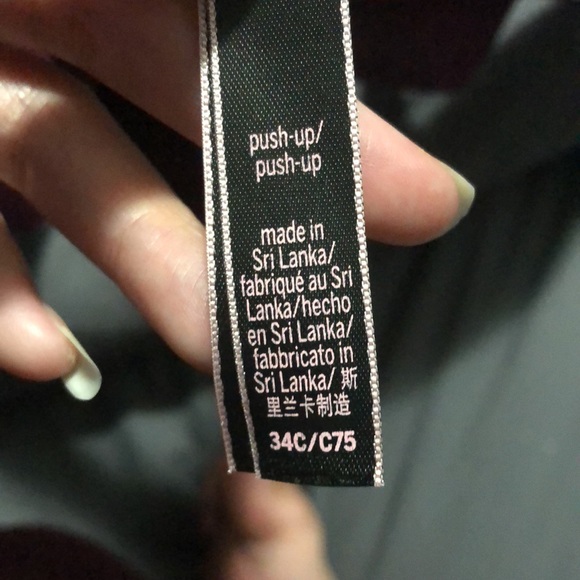 push-up/
push-up
made in
Sri Lanka/
fabriqué au Sri
Lanka/hecho
en Sri Lanka/
fabbricato in
Sri Lanka/ 斯
里兰卡制造
34C/C75